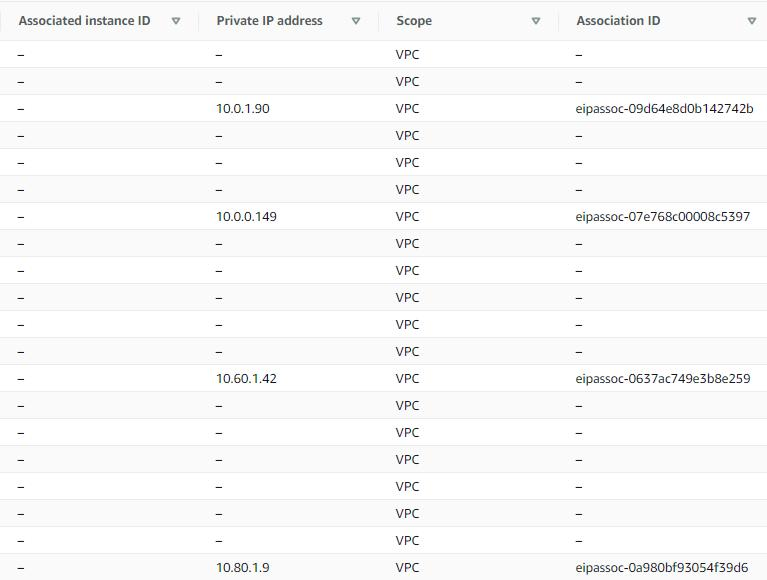 Associated instance ID Private IP address Scope Association ID
– – VPC –
– – VPC –
– 10.0.1.90 VPC eipassoc-09d64e8d0b142742b
– – VPC –
– – VPC –
– – VPC –
– 10.0.0.149 VPC eipassoc-07e768c00008c5397
– – VPC –
– – VPC –
– – VPC –
– – VPC –
– – VPC –
– 10.60.1.42 VPC eipassoc-0637ac749e3b8e259
– – VPC –
– – VPC –
– – VPC –
– – VPC –
– – VPC –
– – VPC –
– 10.80.1.9 VPC eipassoc-0a980bf93054f39d6